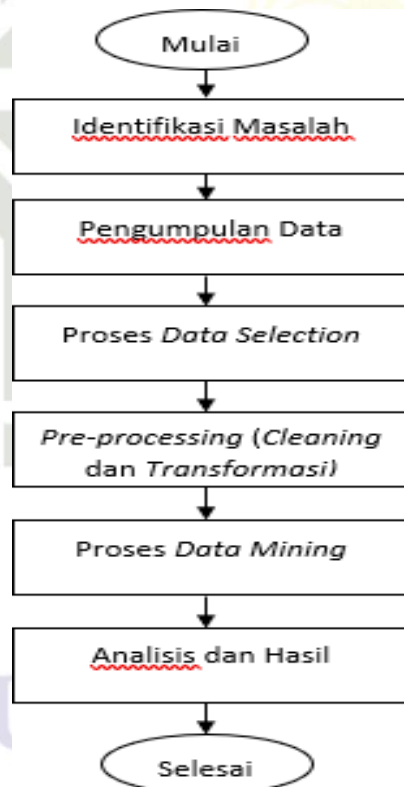 Mulai
Identifikasi Masalah
Pengumpulan Data
Proses Data Selection
Pre-processing (Cleaning
dan Transformasi)
Proses Data Mining
Analisis dan Hasil
Selesai